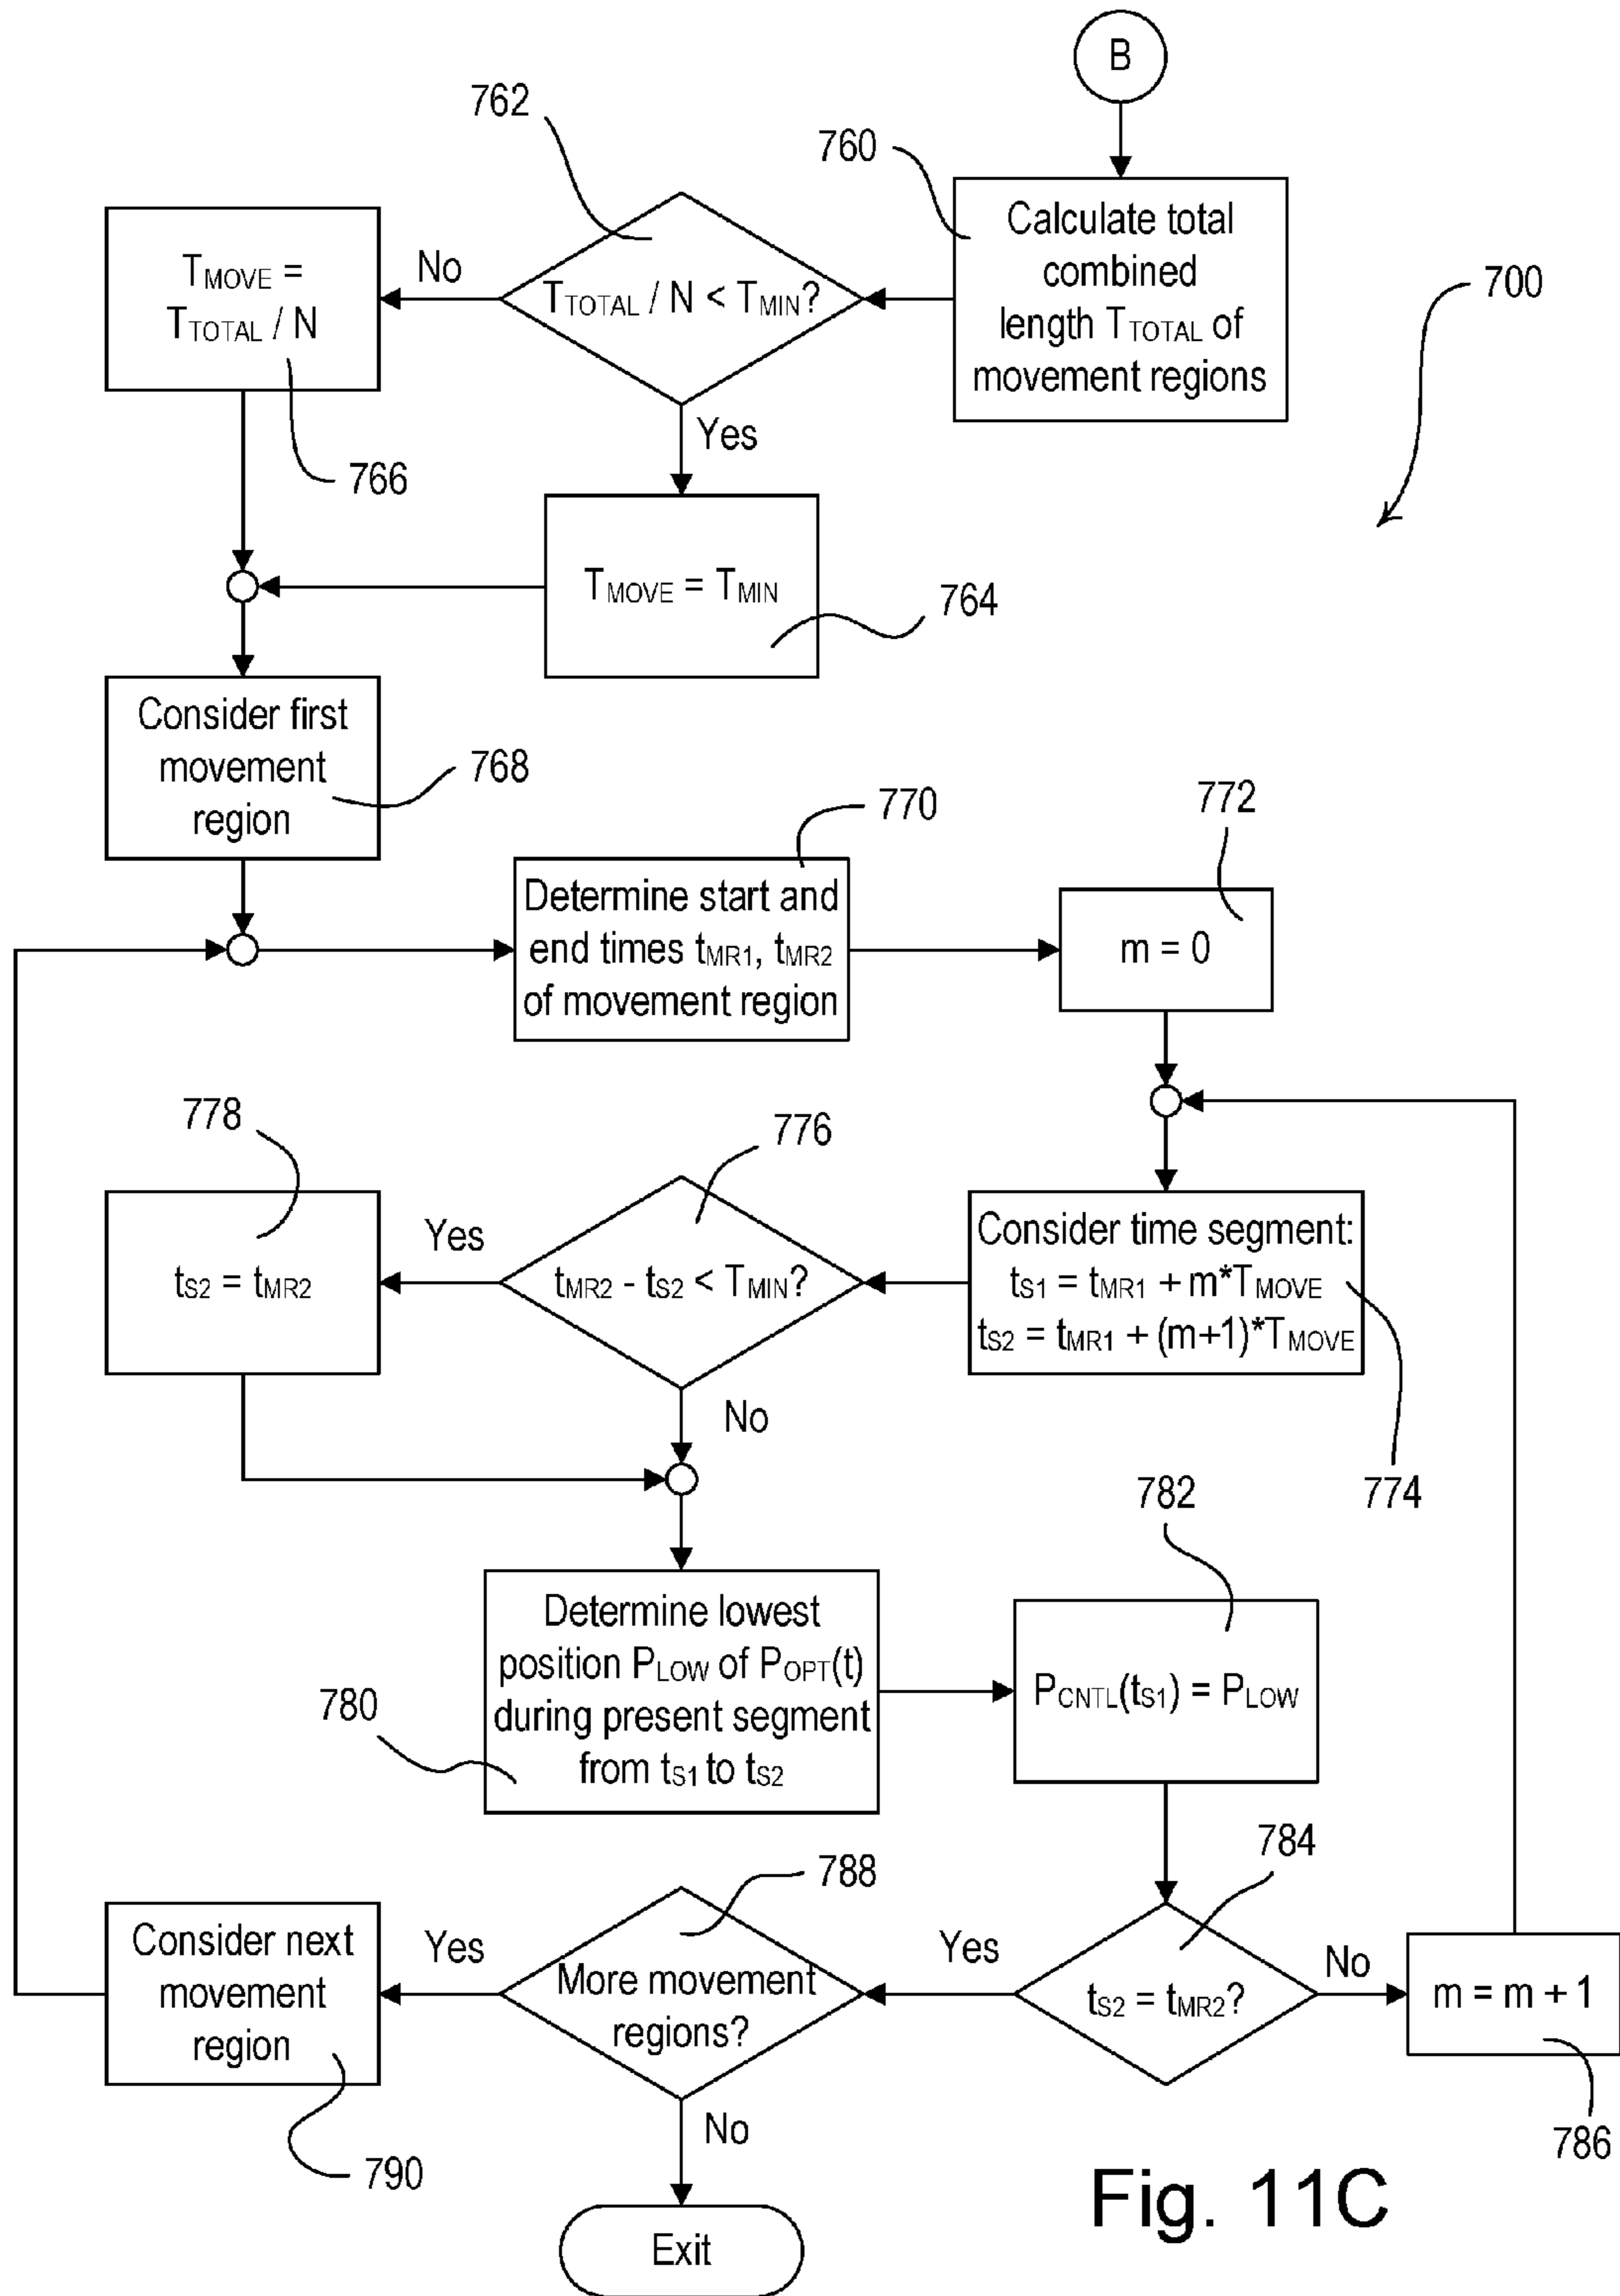 B
762
760
Calculate total
combined
length TTOTAL of
movement regions
700
TMOVE =
TTOTAL / N
No
TTOTAL / N < TMIN?
Yes
766
TMOVE = TMIN
764
Consider first
movement
region
768
770
772
Determine start and
end times tMR1, tMR2
of movement region
m = 0
778
776
Yes
tS2 = tMR2
tMR2 - tS2 < TMIN?
Consider time segment:
tS1 = tMR1 + m*TMOVE
tS2 = tMR1 + (m+1)*TMOVE
No
774
782
Determine lowest
position PLOW of POPT(t)
during present segment
from tS1 to tS2
780
PCNTL(tS1) = PLOW
784
788
Consider next
movement
region
Yes
More movement
regions?
Yes
tS2 = tMR2?
No
m = m + 1
790
No
786
Exit
Fig. 11C